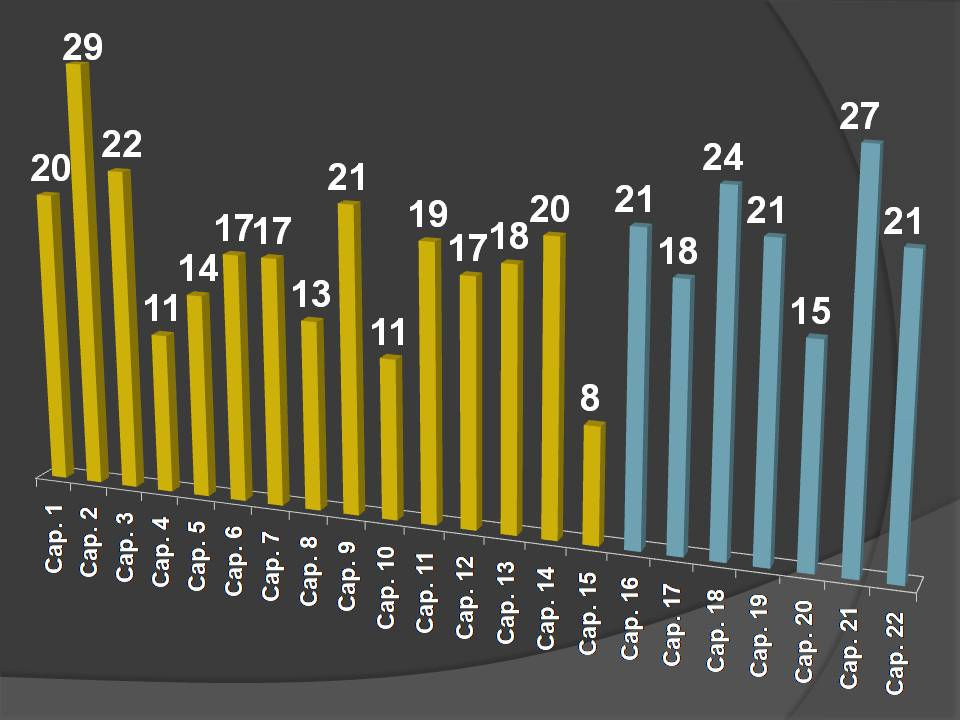 20
29
22
11
14
17
17
13
21
11
19
17
18
20
8
21
18
24
21
15
27
21
Cap. 1
Cap. 2
Cap. 3
Cap. 4
Cap. 5
Cap. 6
Cap. 7
Cap. 8
Cap. 9
Cap. 10
Cap. 11
Cap. 12
Cap. 13
Cap. 14
Cap. 15
Cap. 16
Cap. 17
Cap. 18
Cap. 19
Cap. 20
Cap. 21
Cap. 22